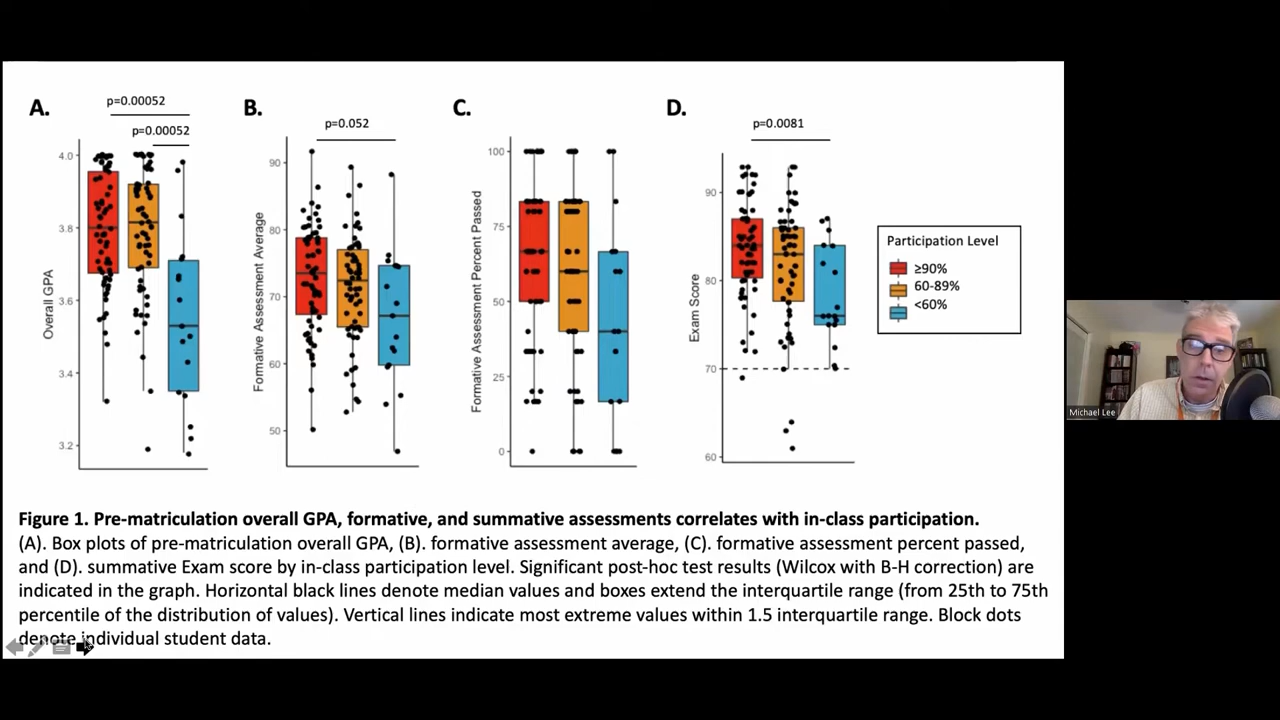 A.
p=0.00052
p=0.00052
Overall GPA
4.0
3.8
3.6
3.4
3.2
B.
p=0.052
Formative Assessment Average
90
80
70
60
50
C.
Formative Assessment Percent Passed
100
75
50
25
0
D.
p=0.0081
Exam Score
90
80
70
60
Participation Level
≥90%
60-89%
<60%
Michael Lee
Figure 1. Pre-matriculation overall GPA, formative, and summative assessments correlates with in-class participation.
(A). Box plots of pre-matriculation overall GPA, (B). formative assessment average, (C). formative assessment percent passed,
and (D). summative Exam score by in-class participation level. Significant post-hoc test results (Wilcox with B-H correction) are
indicated in the graph. Horizontal black lines denote median values and boxes extend the interquartile range (from 25th to 75th
percentile of the distribution of values). Vertical lines indicate most extreme values within 1.5 interquartile range. Block dots
denote individual student data.